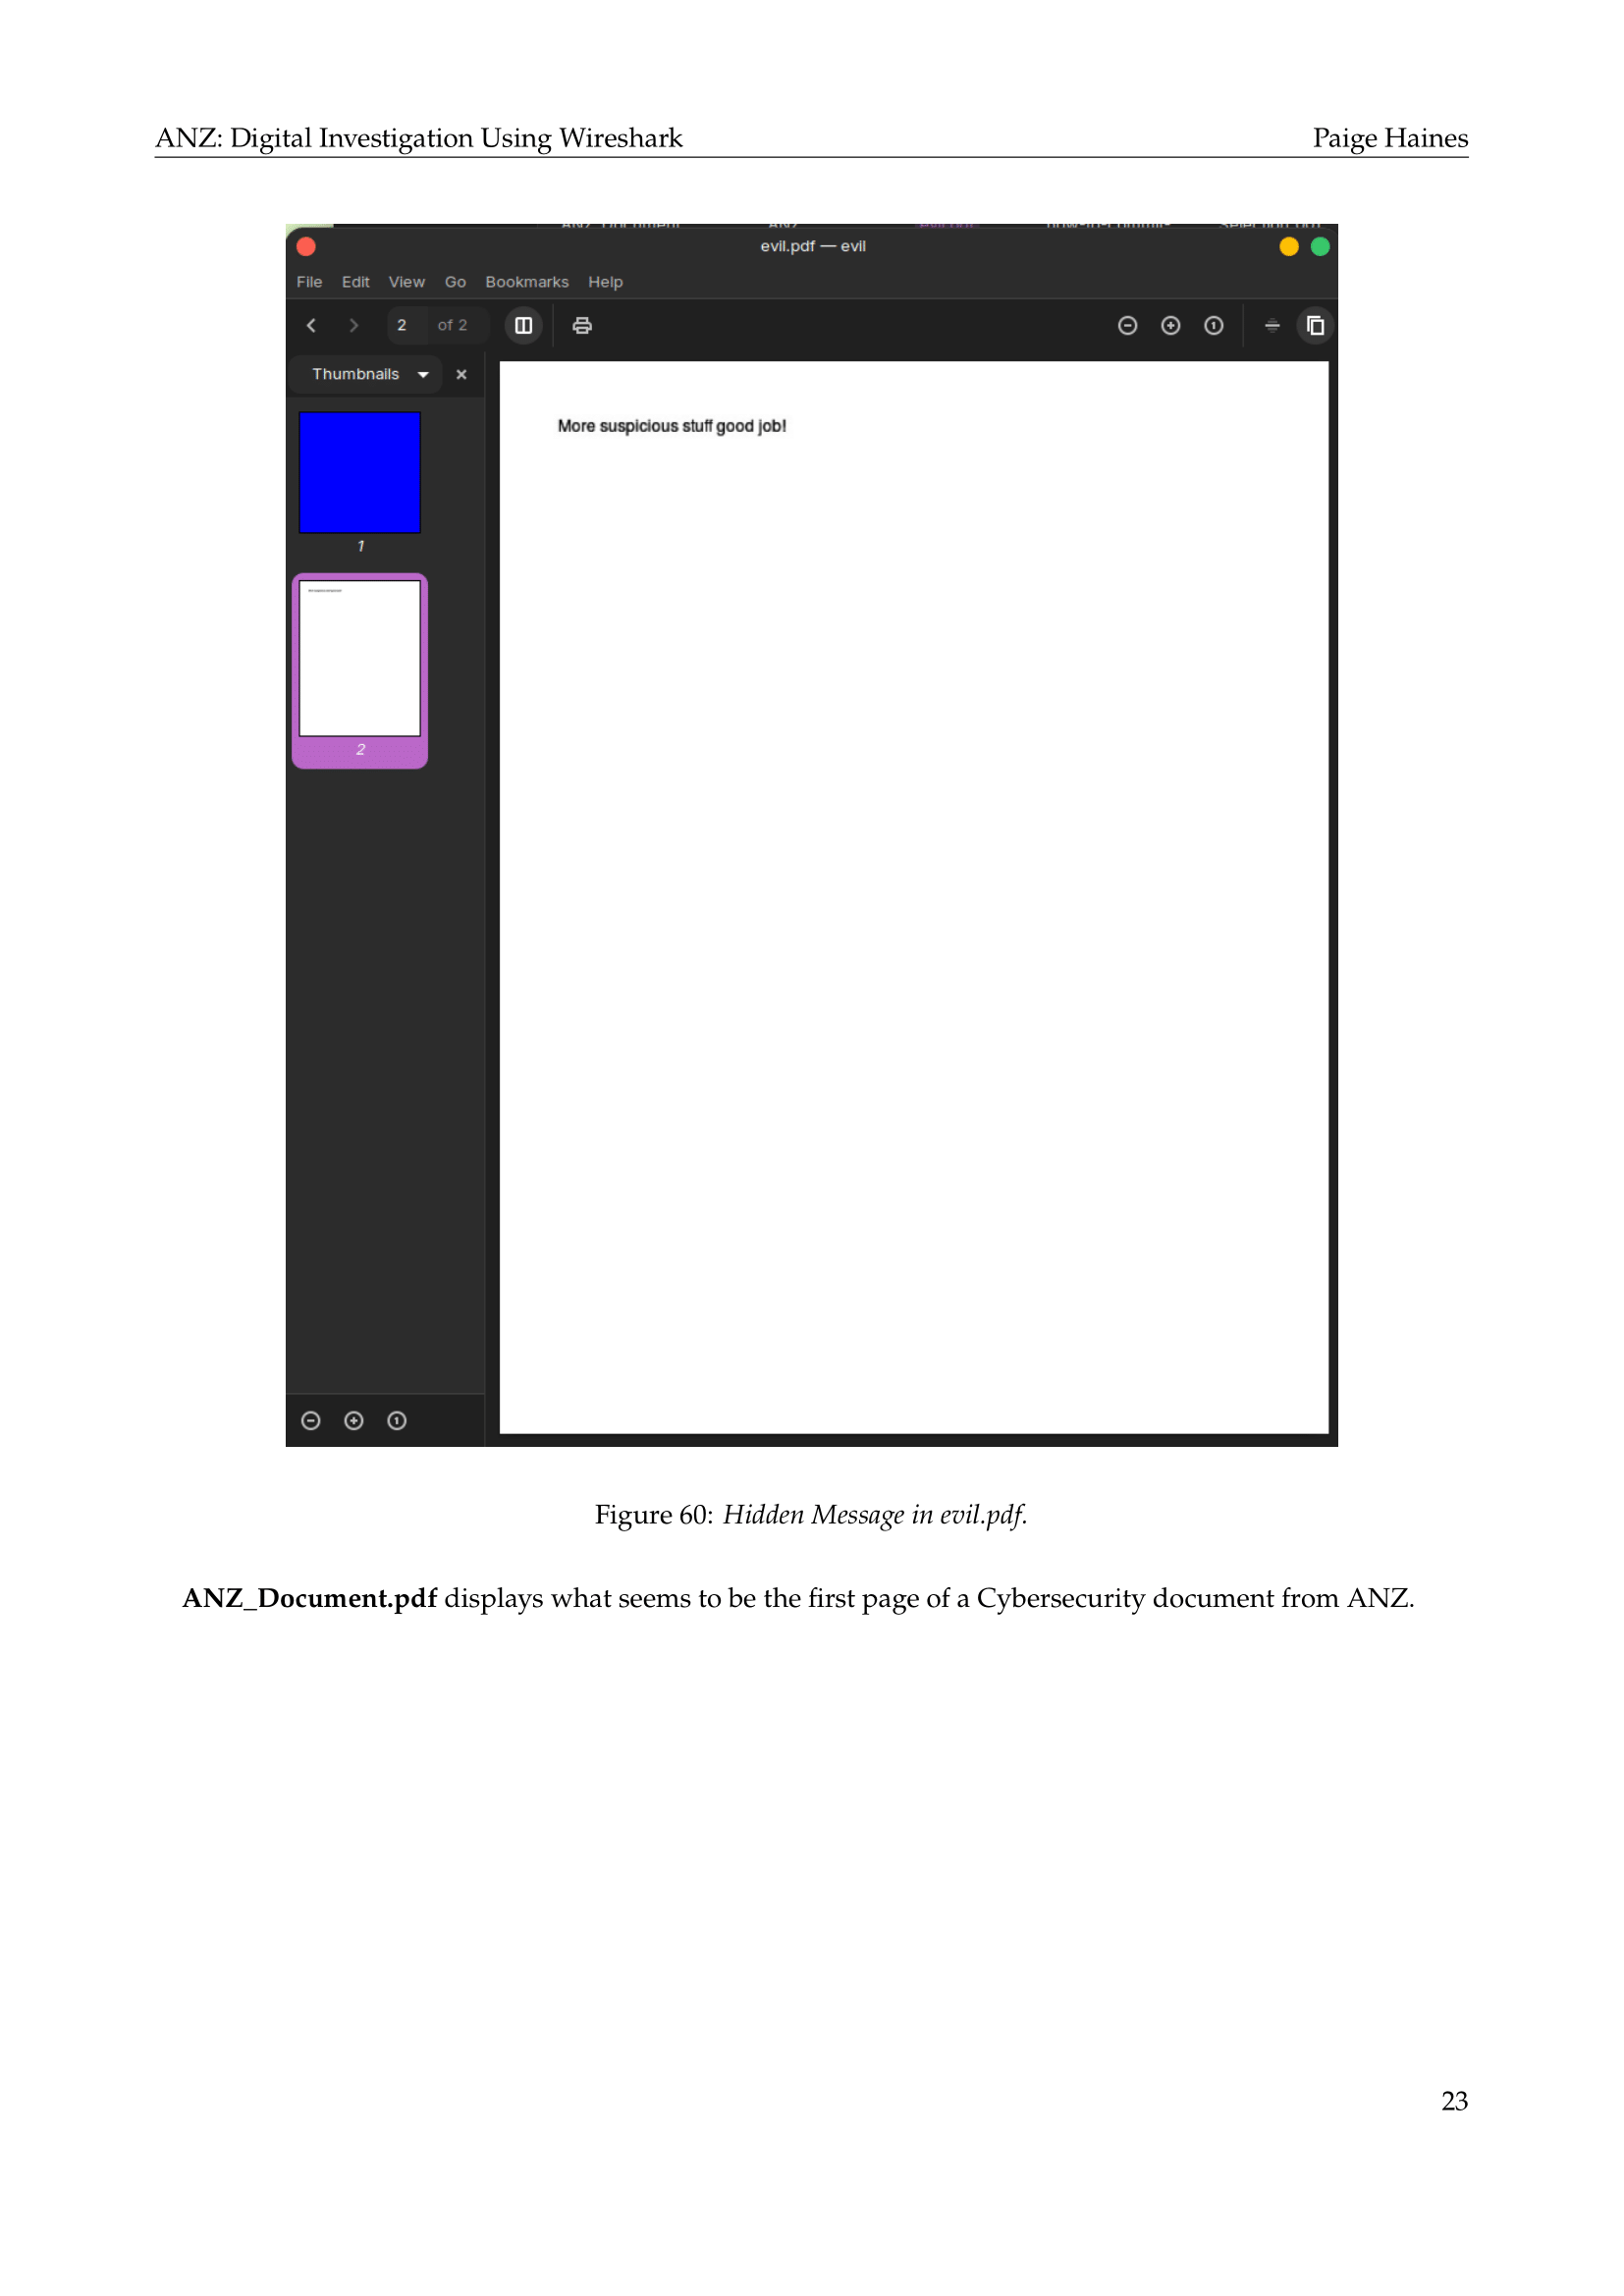 ANZ: Digital Investigation Using Wireshark Paige Haines
evil.pdf — evil
File Edit View Go Bookmarks Help
2 of 2
Thumbnails
1
2
More suspicious stuff good job!
Figure 60: Hidden Message in evil.pdf.
ANZ_Document.pdf displays what seems to be the first page of a Cybersecurity document from ANZ.
23